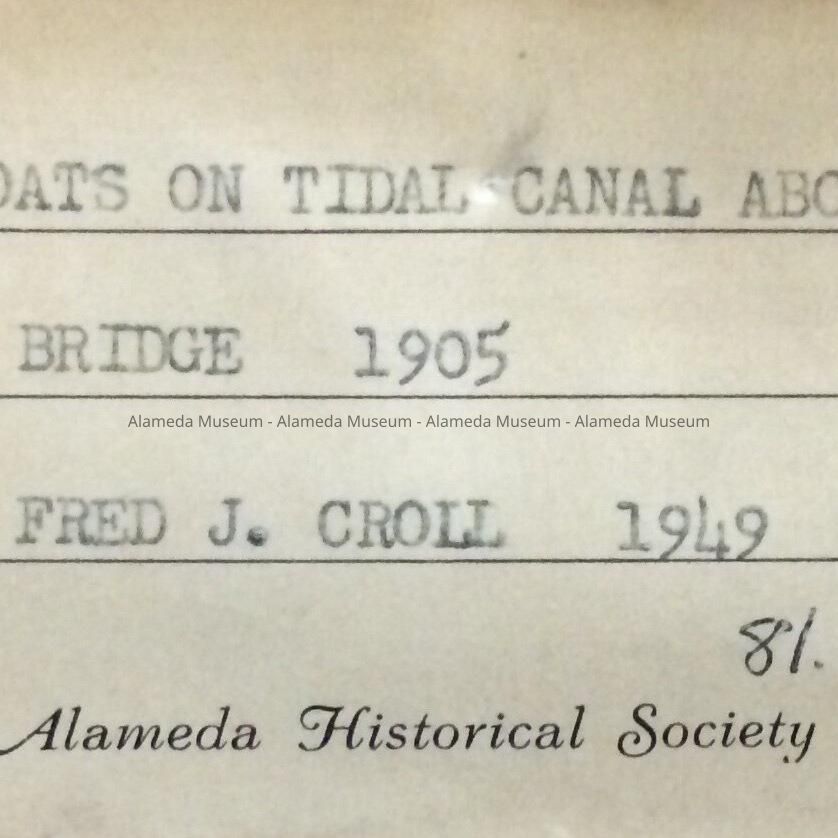 OATS ON TIDAL CANAL ABO
BRIDGE 1905
Alameda Museum - Alameda Museum - Alameda Museum - Alameda Museum
FRED J. CROLL 1949
81.
Alameda Historical Society